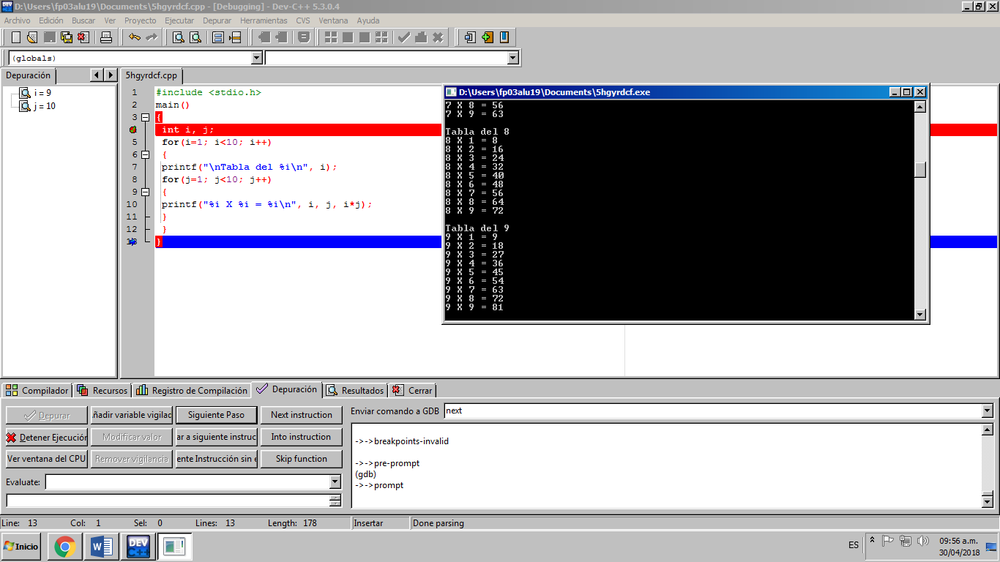 D:\Users\fp03alu19\Documents\5hgyrdcf.cpp - [Debugging] - Dev-C++ 5.3.0.4
Archivo Edición Buscar Ver Proyecto Ejecutar Depurar Herramientas CVS Ventana Ayuda
(globals)
Depuración
5hgyrdcf.cpp
i = 9
j = 10
1 #include <stdio.h>
2 main()
3 {
int i, j;
5 for(i=1; i<10; i++)
6 {
7 printf("\nTabla del %i\n", i);
8 for(j=1; j<10; j++)
9 {
10 printf("%i X %i = %i\n", i, j, i*j);
11 }
12 }
13 }
D:\Users\fp03alu19\Documents\5hgyrdcf.exe
7 X 8 = 56
7 X 9 = 63
Tabla del 8
8 X 1 = 8
8 X 2 = 16
8 X 3 = 24
8 X 4 = 32
8 X 5 = 40
8 X 6 = 48
8 X 7 = 56
8 X 8 = 64
8 X 9 = 72
Tabla del 9
9 X 1 = 9
9 X 2 = 18
9 X 3 = 27
9 X 4 = 36
9 X 5 = 45
9 X 6 = 54
9 X 7 = 63
9 X 8 = 72
9 X 9 = 81
Compilador Recursos Registro de Compilación Depuración Resultados Cerrar
Depurar ñadir variable vigilac Siguiente Paso Next instruction
Detener Ejecución Modificar valor ar a siguiente instruc Into instruction
Ver ventana del CPU Remover vigilancia ente Instrucción sin e Skip function
Evaluate:
Enviar comando a GDB next
->->breakpoints-invalid
->->pre-prompt
(gdb)
->->prompt
Line: 13 Col: 1 Sel: 0 Lines: 13 Length: 178 Insertar Done parsing
Inicio
DEV C++
ES
09:56 a.m.
30/04/2018